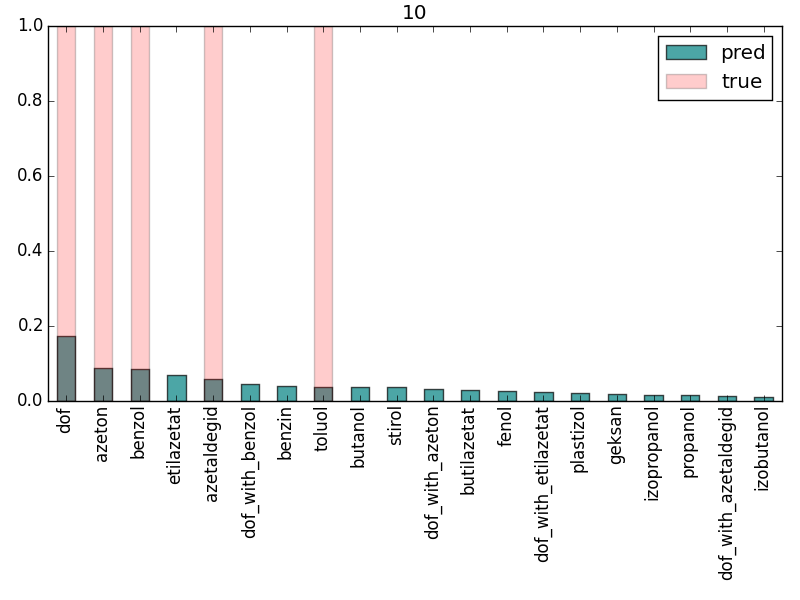 10
1.0
0.8
0.6
0.4
0.2
0.0
pred
true
dof
azeton
benzol
etilazetat
azetaldegid
dof_with_benzol
benzin
toluol
butanol
stirol
dof_with_azeton
butilazetat
fenol
dof_with_etilazetat
plastizol
geksan
izopropanol
propanol
dof_with_azetaldegid
izobutanol